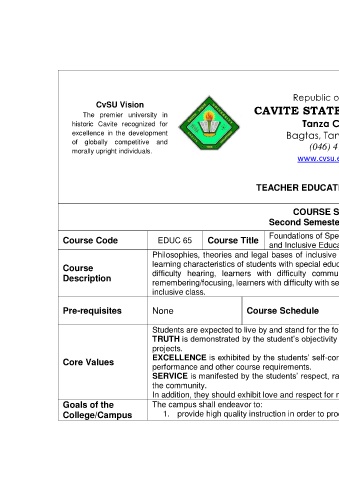 CvSU Vision
The premier university in
historic Cavite recognized for
excellence in the development
of globally competitive and
morally upright individuals.
Republic o
CAVITE STATE
Tanza C
Bagtas, Tan
(046) 4
www.cvsu.e
TEACHER EDUCATI
COURSE S
Second Semeste
Course Code
EDUC 65
Course Title
Foundations of Spe
and Inclusive Educa
Course
Description
Philosophies, theories and legal bases of inclusive
learning characteristics of students with special educ
difficulty hearing, learners with difficulty commu
remembering/focusing, learners with difficulty with se
inclusive class.
Pre-requisites
None
Course Schedule
Core Values
Students are expected to live by and stand for the fo
TRUTH is demonstrated by the student's objectivity
projects.
EXCELLENCE is exhibited by the students' self-con
performance and other course requirements.
SERVICE is manifested by the students' respect, ra
the community.
In addition, they should exhibit love and respect for n
Goals of the
College/Campus
The campus shall endeavor to:
1. provide high quality instruction in order to proc